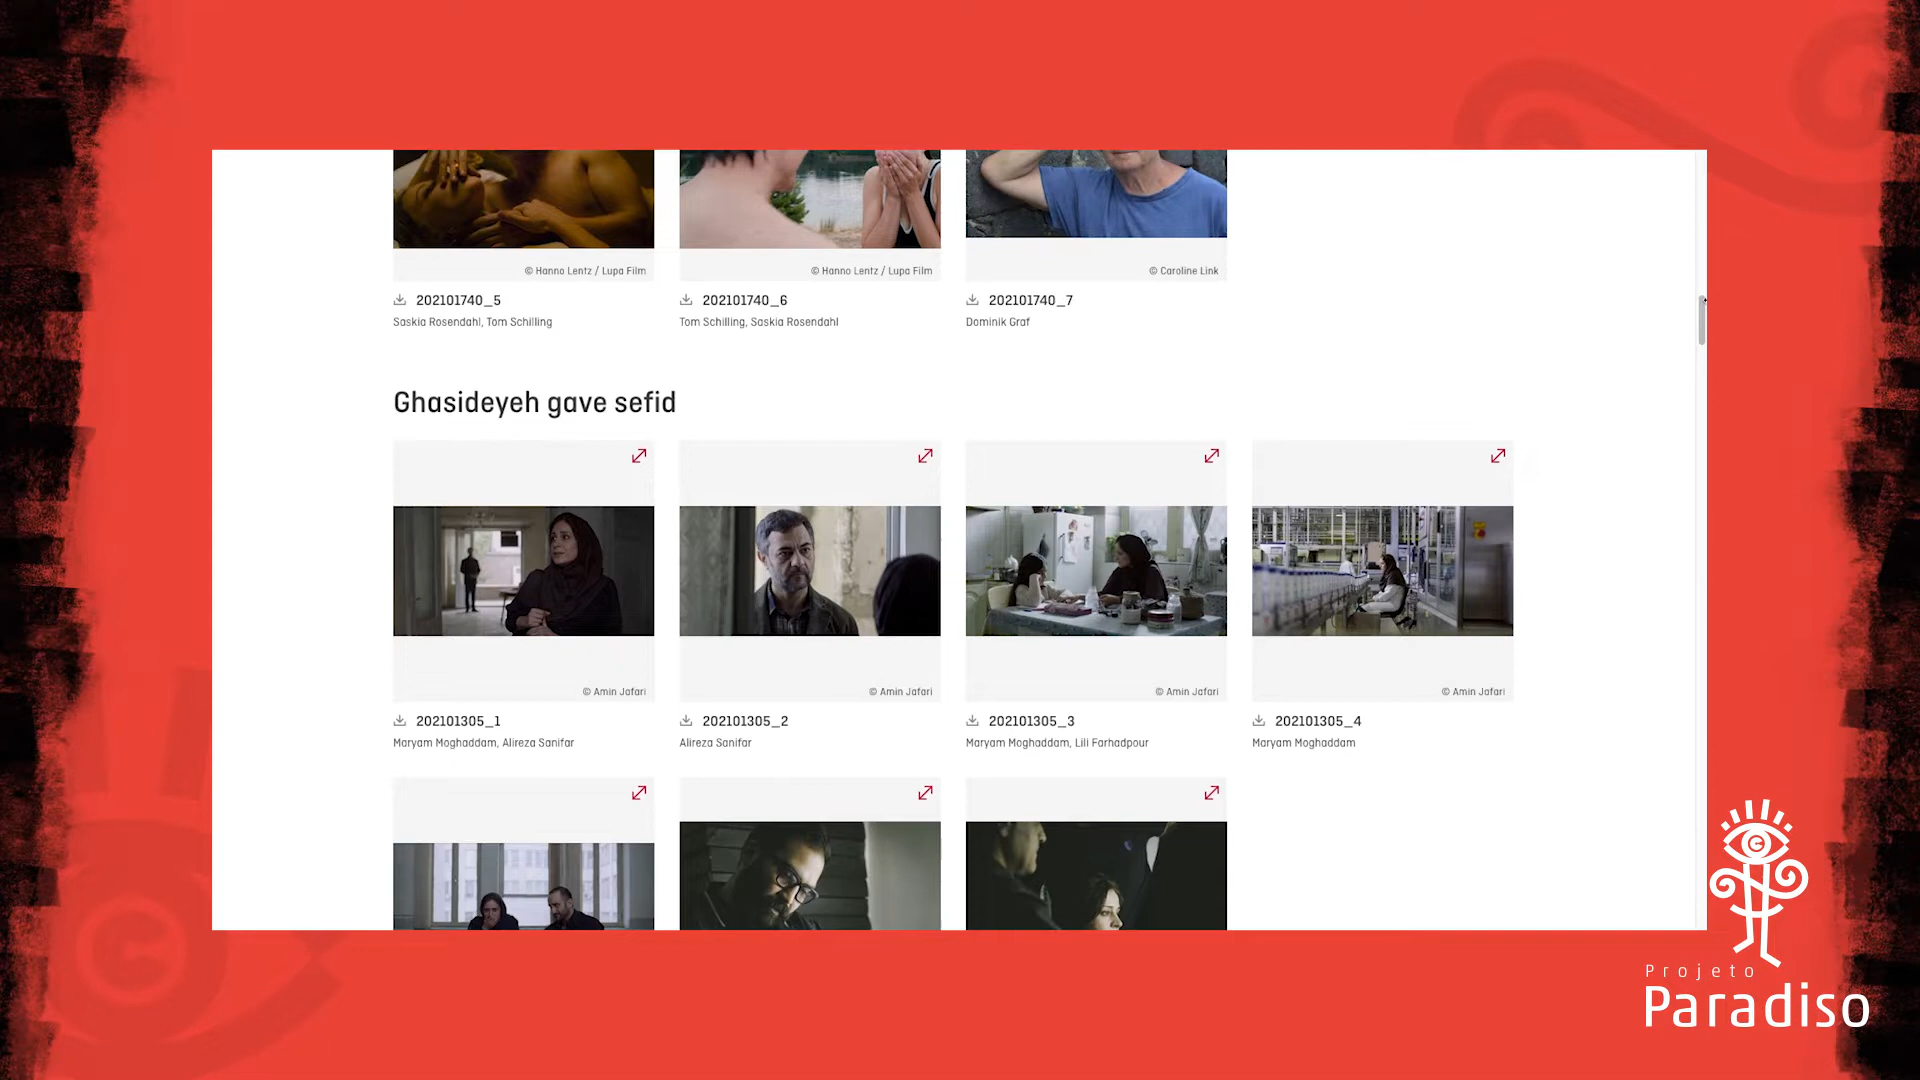 © Hanno Lentz / Lupa Film
© Hanno Lentz / Lupa Film
© Caroline Link
202101740_5
202101740_6
202101740_7
Saskia Rosendahl, Tom Schilling
Tom Schilling, Saskia Rosendahl
Dominik Graf
Ghasideyeh gave sefid
© Amin Jafari
© Amin Jafari
© Amin Jafari
© Amin Jafari
202101305_1
202101305_2
202101305_3
202101305_4
Maryam Moghaddam, Alireza Sanifar
Alireza Sanifar
Maryam Moghaddam, Lili Farhadpour
Maryam Moghaddam
Projeto
Paradiso